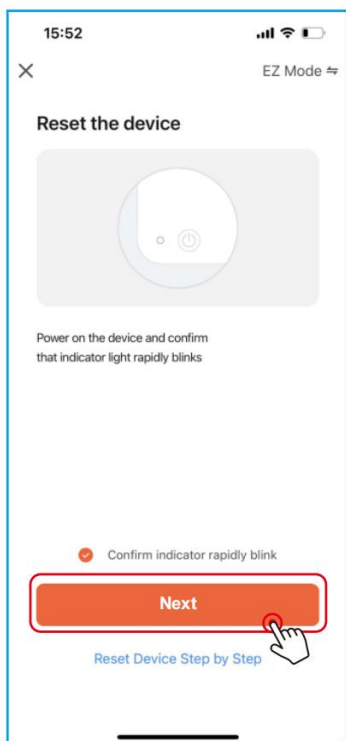 15:52
EZ Mode ⇋
Reset the device
Power on the device and confirm
that indicator light rapidly blinks
Confirm indicator rapidly blink
Next
Reset Device Step by Step